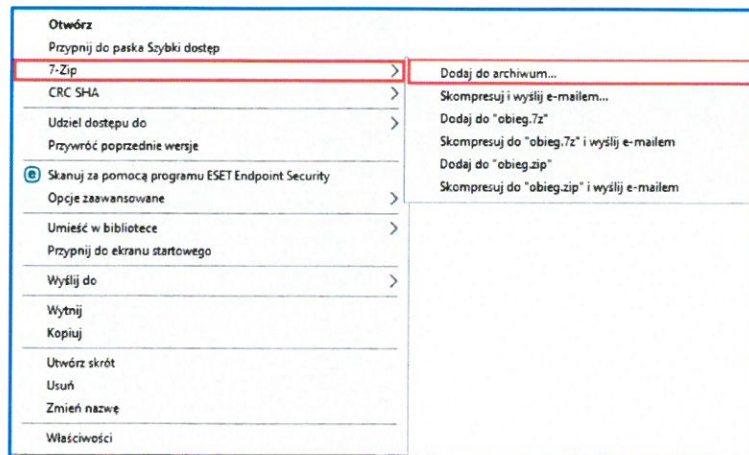 Otwórz
Przypnij do paska Szybki dostęp
7-Zip
CRC SHA
Udziel dostępu do
Przywróć poprzednie wersje
Skanuj za pomocą programu ESET Endpoint Security
Opcje zaawansowane
Umieść w bibliotece
Przypnij do ekranu startowego
Wyślij do
Wytnij
Kopiuj
Utwórz skrót
Usuń
Zmień nazwę
Właściwości
Dodaj do archiwum...
Skompresuj i wyślij e-mailem...
Dodaj do "obieg.7z"
Skompresuj do "obieg.7z" i wyślij e-mailem
Dodaj do "obieg.zip"
Skompresuj do "obieg.zip" i wyślij e-mailem